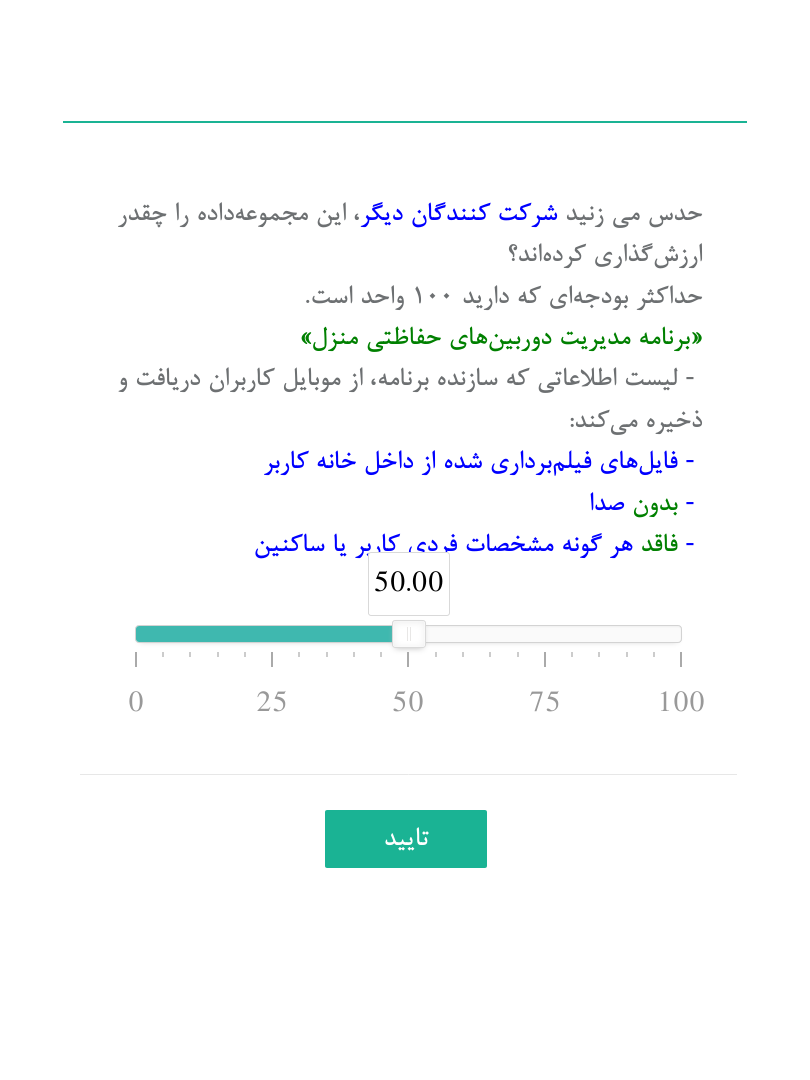 حدس می زنید شرکت کنندگان دیگر، این مجموعه‌داده را چقدر
ارزش‌گذاری کرده‌اند؟
حداکثر بودجه‌ای که دارید ۱۰۰ واحد است.
«برنامه مدیریت دوربین‌های حفاظتی منزل»
- لیست اطلاعاتی که سازنده برنامه، از موبایل کاربران دریافت و
ذخیره می‌کند:
- فایل‌های فیلم‌برداری شده از داخل خانه کاربر
- بدون صدا
- فاقد هر گونه مشخصات فردی کاربر یا ساکنین
50.00
0 25 50 75 100
تایید